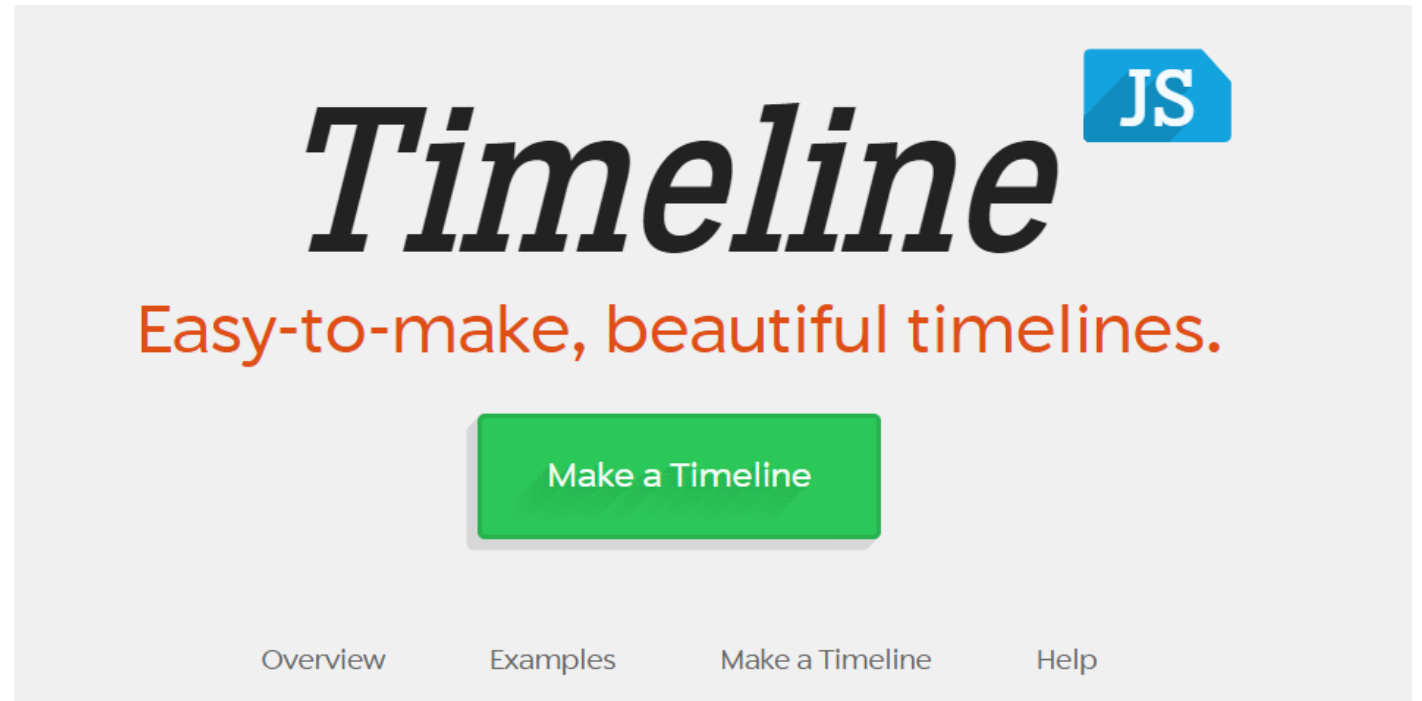 JS
Timeline
Easy-to-make, beautiful timelines.
Make a Timeline
Overview Examples Make a Timeline Help